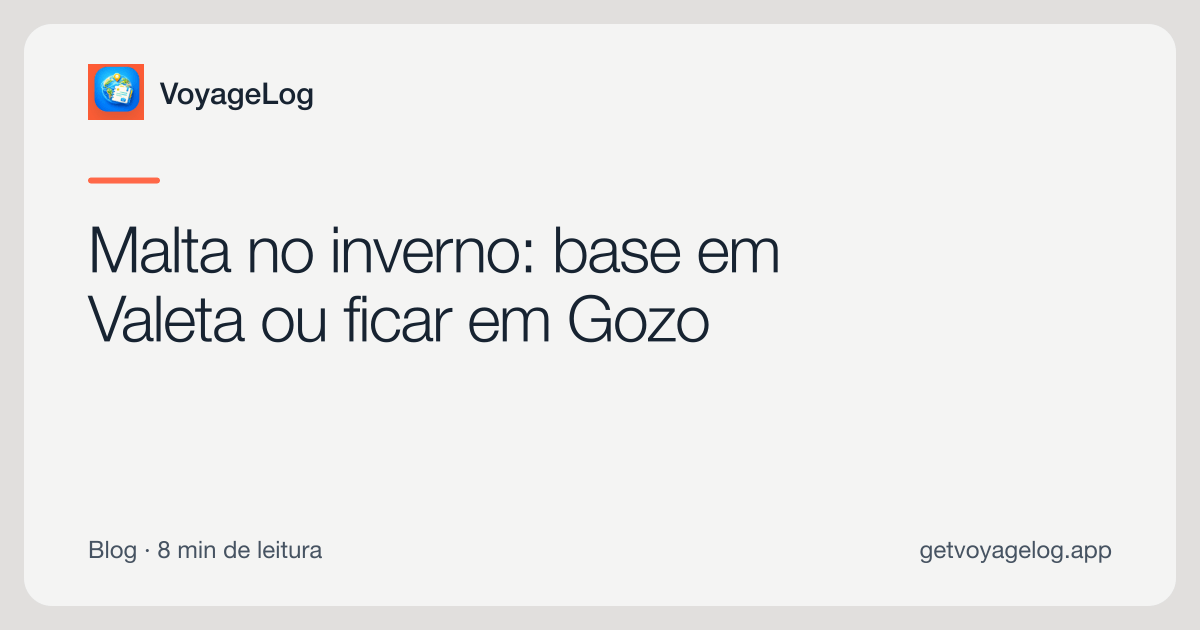 VoyageLog
Malta no inverno: base em
Valeta ou ficar em Gozo
Blog · 8 min de leitura
getvoyagelog.app